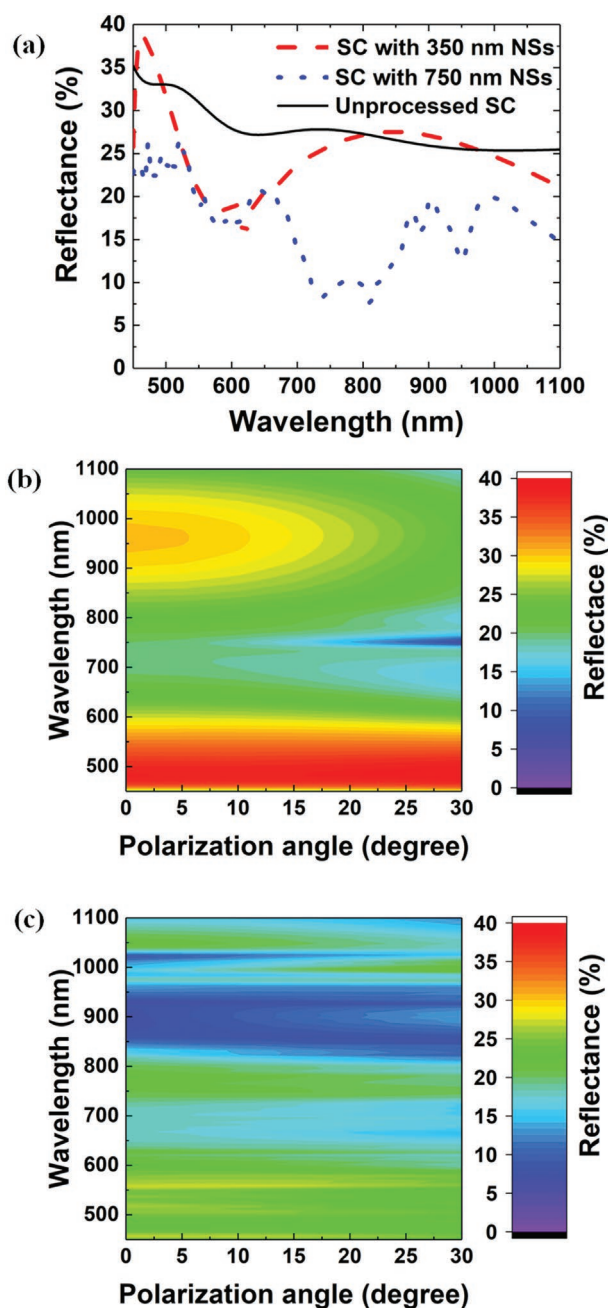 (a)
SC with 350 nm NSs
SC with 750 nm NSs
Unprocessed SC
Reflectance (%)
40
35
30
25
20
15
10
5
0
500 600 700 800 900 1000 1100
Wavelength (nm)
(b)
Wavelength (nm)
1100
1000
900
800
700
600
500
0 5 10 15 20 25 30
Polarization angle (degree)
40
35
30
25
20
15
10
5
0
Reflectace (%)
(c)
Wavelength (nm)
1100
1000
900
800
700
600
500
0 5 10 15 20 25 30
Polarization angle (degree)
40
35
30
25
20
15
10
5
0
Reflectance (%)